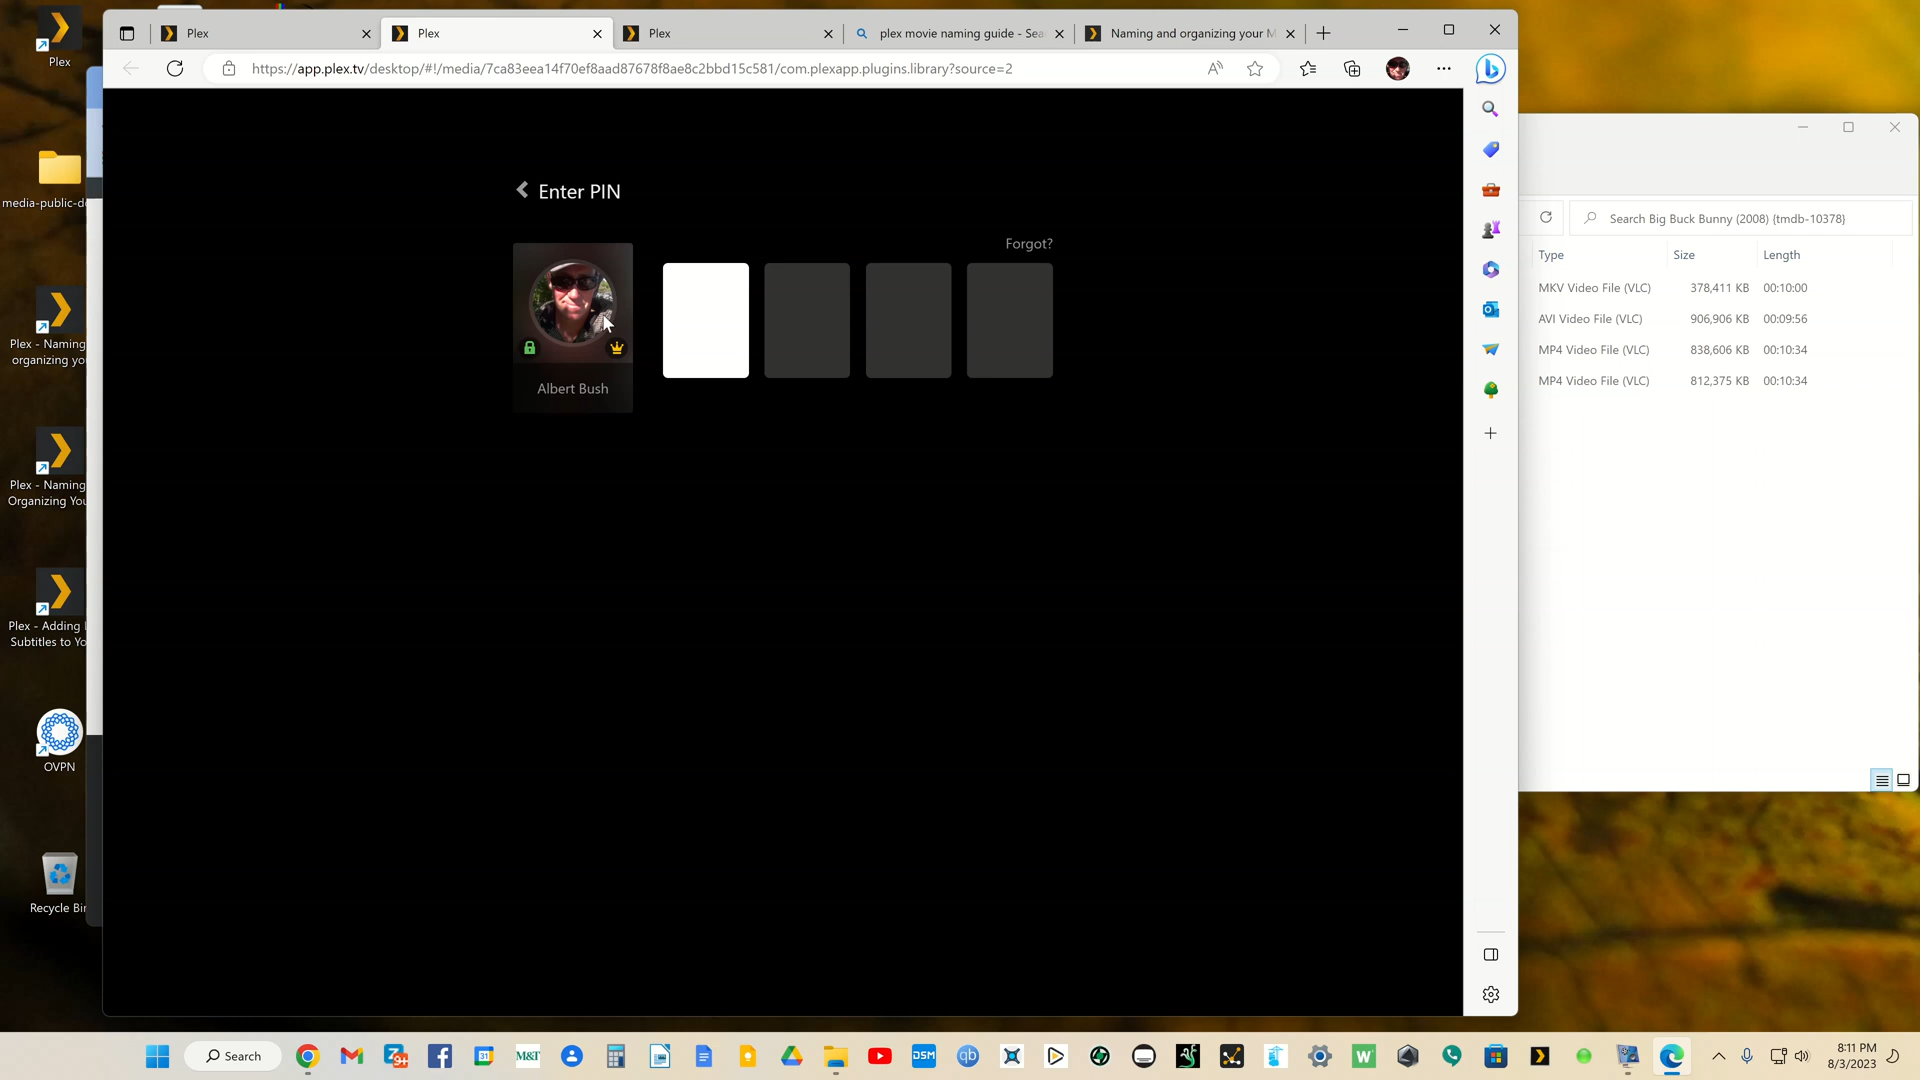 Plex
Plex
Plex
plex movie naming guide - Sea
Naming and organizing your M
https://app.plex.tv/desktop/#!/media/7ca83eea14f70ef8aad87678f8ae8c2bbd15c581/com.plexapp.plugins.library?source=2
Enter PIN
Forgot?
Albert Bush
Search Big Buck Bunny (2008) {tmdb-10378}
Type Size Length
MKV Video File (VLC) 378,411 KB 00:10:00
AVI Video File (VLC) 906,906 KB 00:09:56
MP4 Video File (VLC) 838,606 KB 00:10:34
MP4 Video File (VLC) 812,375 KB 00:10:34
Plex
media-public-d
Plex - Naming
organizing yo
Plex - Naming
Organizing You
Plex - Adding
Subtitles to Yo
OVPN
Recycle Bi
Search
9+
31
M&T
DSM
qb
W
8:11 PM
8/3/2023